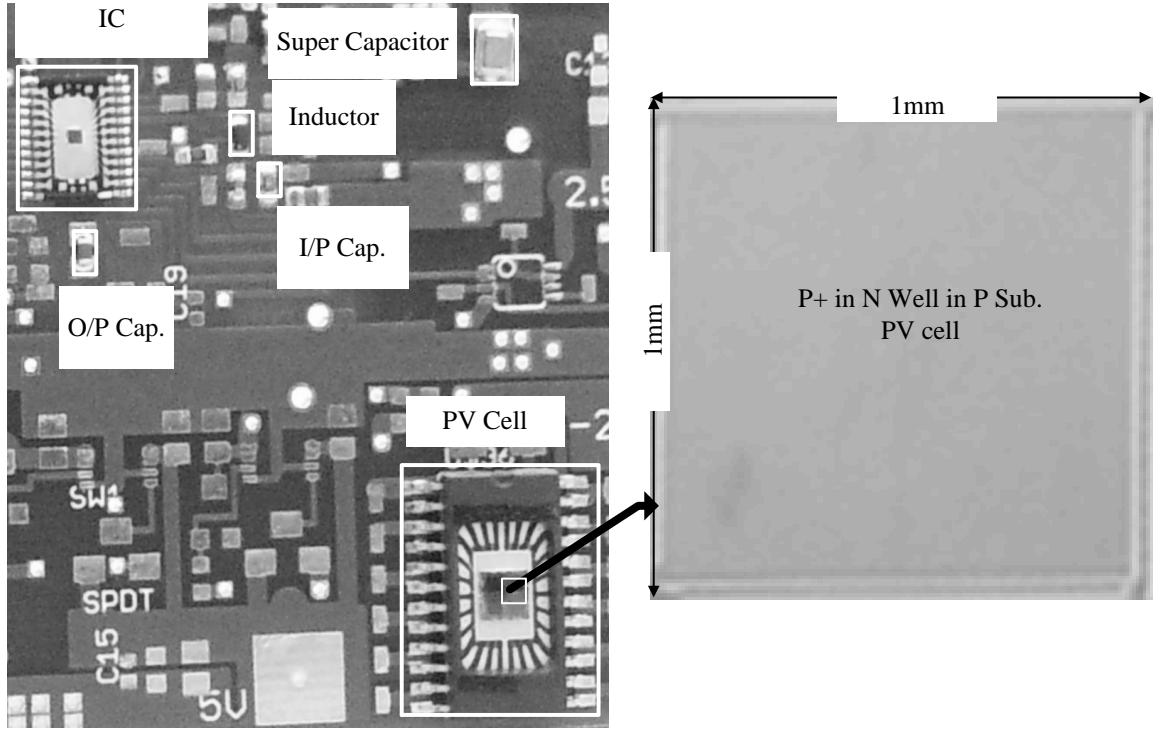 IC
Super Capacitor
C1
Inductor
2.5
I/P Cap.
C19
O/P Cap.
PV Cell
-2
SW1
SPDT
C15
5V
1mm
1mm
P+ in N Well in P Sub.
PV cell